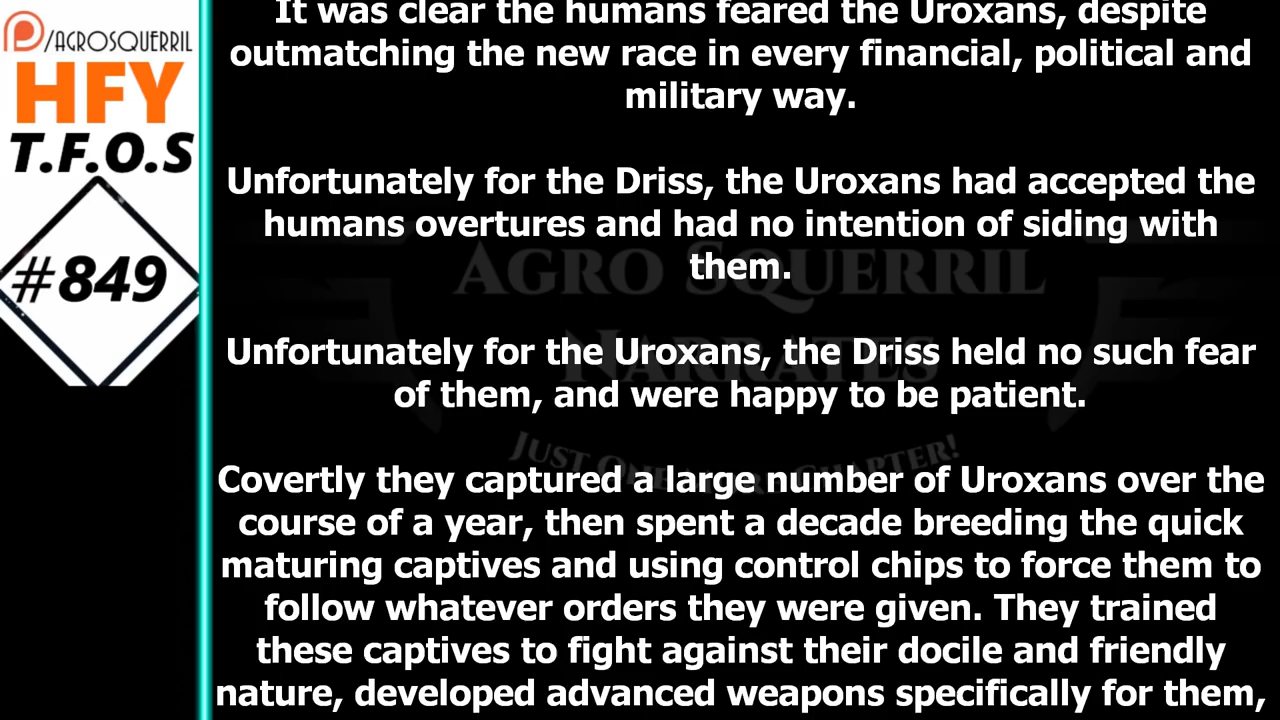 /AGROSQUERRIL
HFY
T.F.O.S
#849
It was clear the humans feared the Uroxans, despite
outmatching the new race in every financial, political and
military way.
Unfortunately for the Driss, the Uroxans had accepted the
humans overtures and had no intention of siding with
them.
Unfortunately for the Uroxans, the Driss held no such fear
of them, and were happy to be patient.
Covertly they captured a large number of Uroxans over the
course of a year, then spent a decade breeding the quick
maturing captives and using control chips to force them to
follow whatever orders they were given. They trained
these captives to fight against their docile and friendly
nature, developed advanced weapons specifically for them,
AGRO SQUERRIL
NARRATES
JUST ONE MORE CHAPTER!